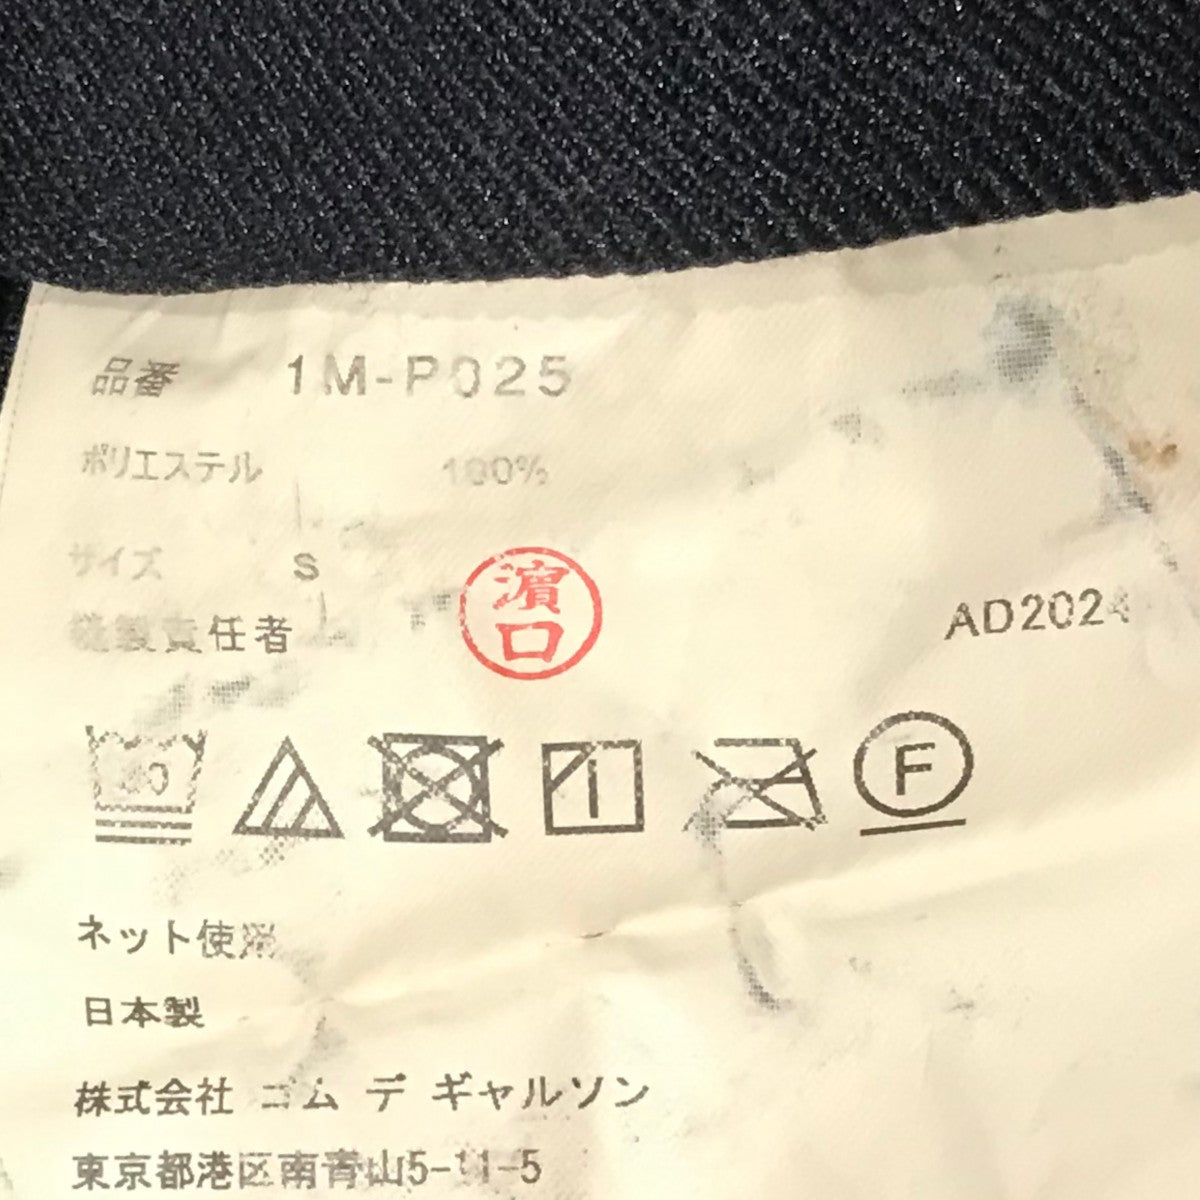 品番 1M-P025
ポリエステル 100%
サイズ S
縫製責任者 濱口
AD2024
40
F
ネット使用
日本製
株式会社 コム デ ギャルソン
東京都港区南青山5-11-5